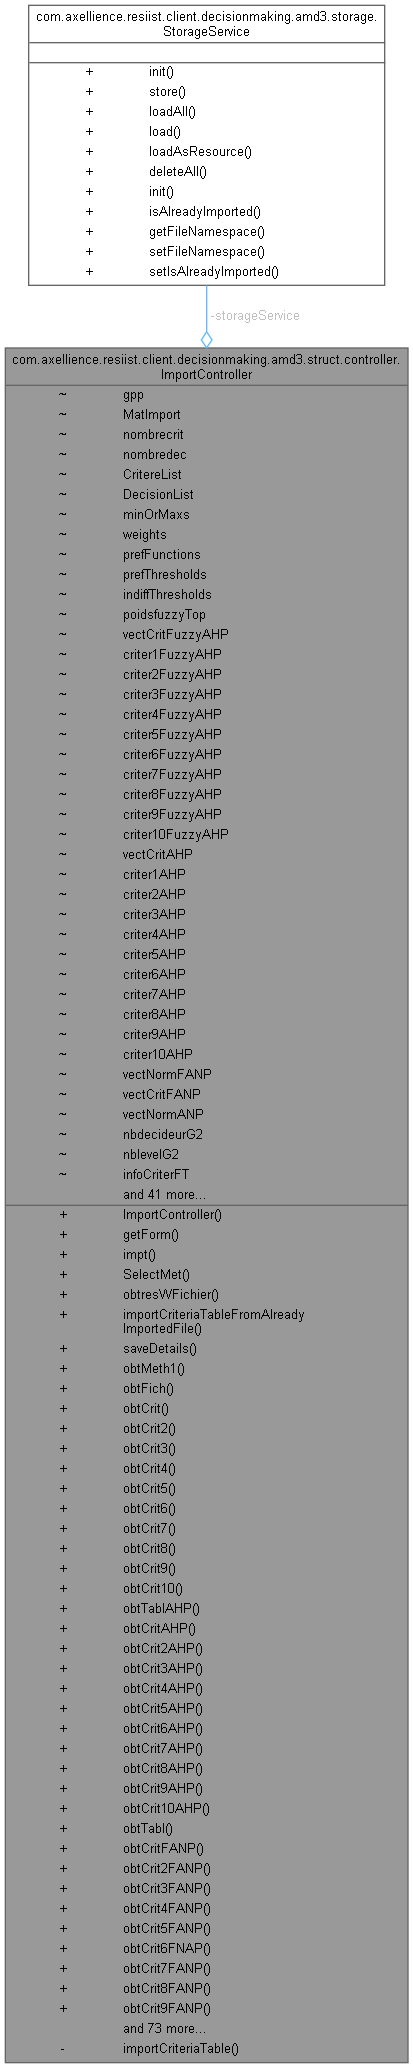 com.axellience.resiist.client.decisionmaking.amd3.storage.
StorageService
+ init()
+ store()
+ loadAll()
+ load()
+ loadAsResource()
+ deleteAll()
+ init()
+ isAlreadyImported()
+ getFileNamespace()
+ setFileNamespace()
+ setIsAlreadyImported()
-storageService
com.axellience.resiist.client.decisionmaking.amd3.struct.controller.
ImportController
~ gpp
~ MatImport
~ nombrecrit
~ nombredec
~ CritereList
~ DecisionList
~ minOrMaxs
~ weights
~ prefFunctions
~ prefThresholds
~ indiffThresholds
~ poidsfuzzyTop
~ vectCritFuzzyAHP
~ criter1FuzzyAHP
~ criter2FuzzyAHP
~ criter3FuzzyAHP
~ criter4FuzzyAHP
~ criter5FuzzyAHP
~ criter6FuzzyAHP
~ criter7FuzzyAHP
~ criter8FuzzyAHP
~ criter9FuzzyAHP
~ criter10FuzzyAHP
~ vectCritAHP
~ criter1AHP
~ criter2AHP
~ criter3AHP
~ criter4AHP
~ criter5AHP
~ criter6AHP
~ criter7AHP
~ criter8AHP
~ criter9AHP
~ criter10AHP
~ vectNormFANP
~ vectCritFANP
~ vectNormANP
~ nbdecideurG2
~ nblevelG2
~ infoCriterFT
and 41 more...
+ ImportController()
+ getForm()
+ impt()
+ SelectMet()
+ obtresWFichier()
+ importCriteriaTableFromAlready
ImportedFile()
+ saveDetails()
+ obtMeth1()
+ obtFich()
+ obtCrit()
+ obtCrit2()
+ obtCrit3()
+ obtCrit4()
+ obtCrit5()
+ obtCrit6()
+ obtCrit7()
+ obtCrit8()
+ obtCrit9()
+ obtCrit10()
+ obtTablAHP()
+ obtCritAHP()
+ obtCrit2AHP()
+ obtCrit3AHP()
+ obtCrit4AHP()
+ obtCrit5AHP()
+ obtCrit6AHP()
+ obtCrit7AHP()
+ obtCrit8AHP()
+ obtCrit9AHP()
+ obtCrit10AHP()
+ obtTabl()
+ obtCritFANP()
+ obtCrit2FANP()
+ obtCrit3FANP()
+ obtCrit4FANP()
+ obtCrit5FANP()
+ obtCrit6FNAP()
+ obtCrit7FANP()
+ obtCrit8FANP()
+ obtCrit9FANP()
and 73 more...
- importCriteriaTable()